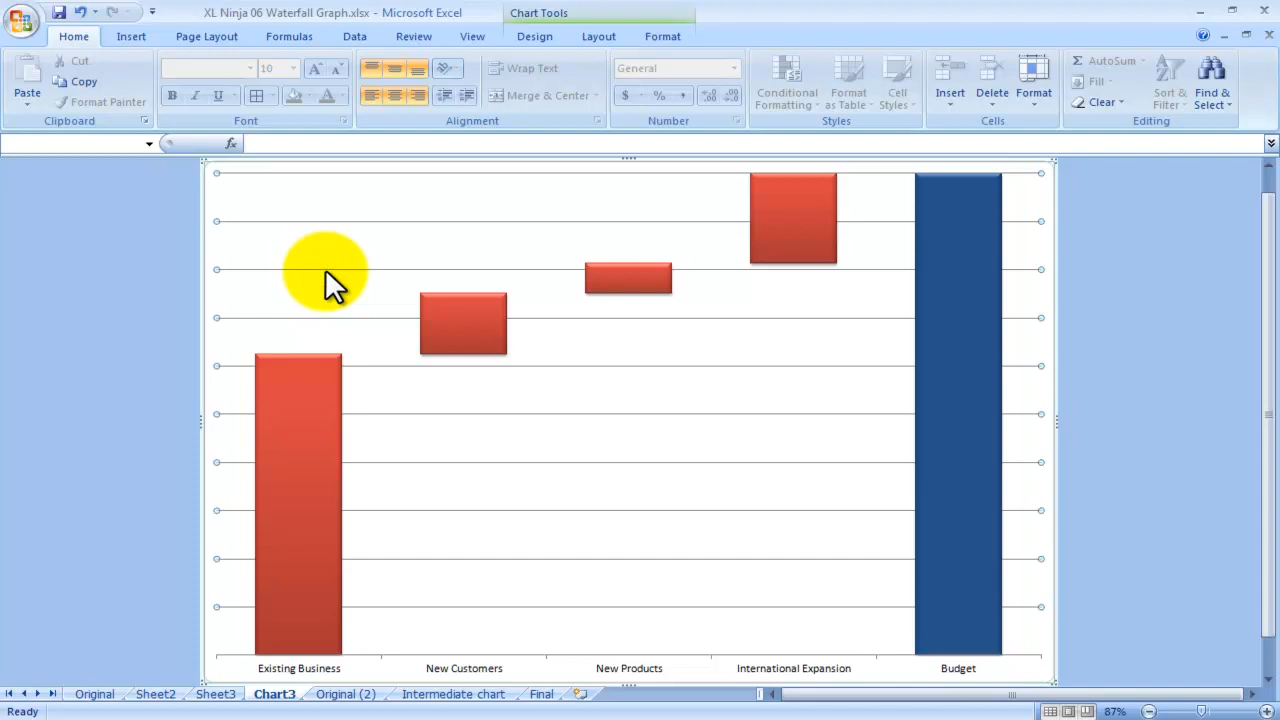 XL Ninja 06 Waterfall Graph.xlsx - Microsoft Excel
Chart Tools
Home Insert Page Layout Formulas Data Review View Design Layout Format
Paste
Cut
Copy
Format Painter
Clipboard
10
B I U
Font
Wrap Text
Merge & Center
Alignment
General
$ % ,
Number
Conditional Formatting
Format as Table
Cell Styles
Styles
Insert
Delete
Format
Cells
AutoSum
Fill
Clear
Sort & Filter
Find & Select
Editing
fx
Existing Business
New Customers
New Products
International Expansion
Budget
Original Sheet2 Sheet3 Chart3 Original (2) Intermediate chart Final
Ready
87%